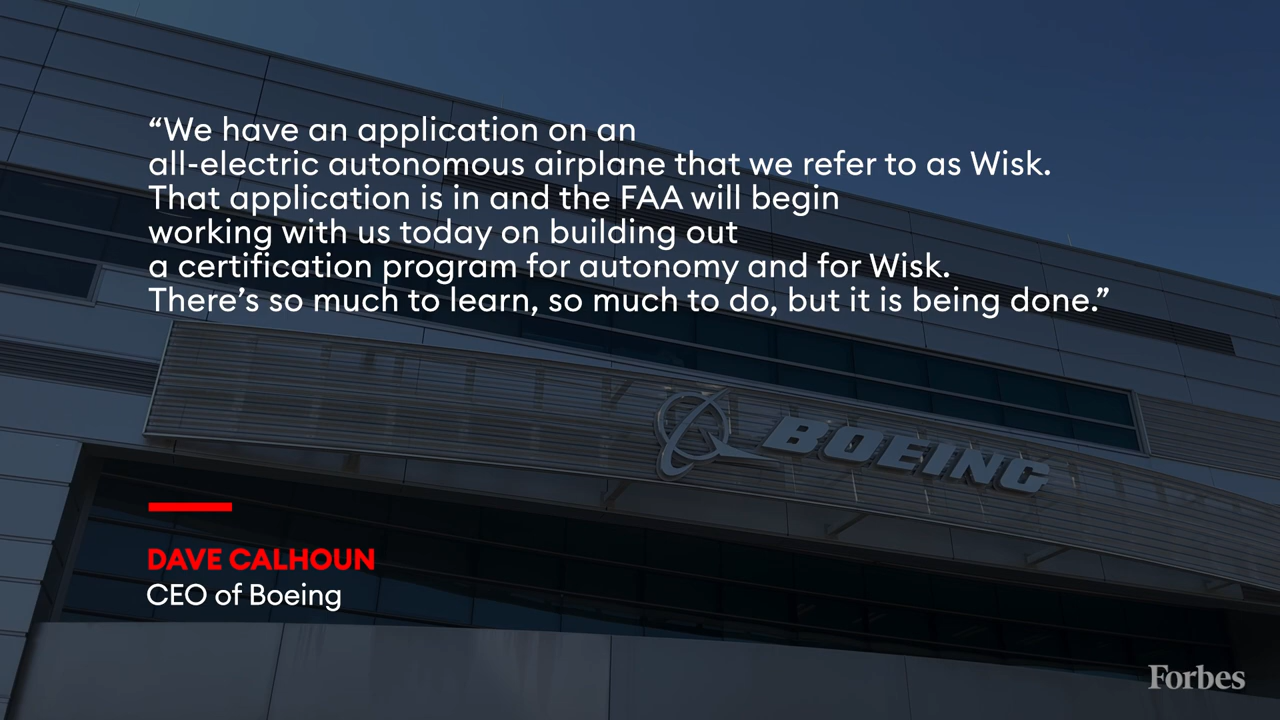 “We have an application on an
all-electric autonomous airplane that we refer to as Wisk.
That application is in and the FAA will begin
working with us today on building out
a certification program for autonomy and for Wisk.
There’s so much to learn, so much to do, but it is being done.”
BOEING
DAVE CALHOUN
CEO of Boeing
Forbes